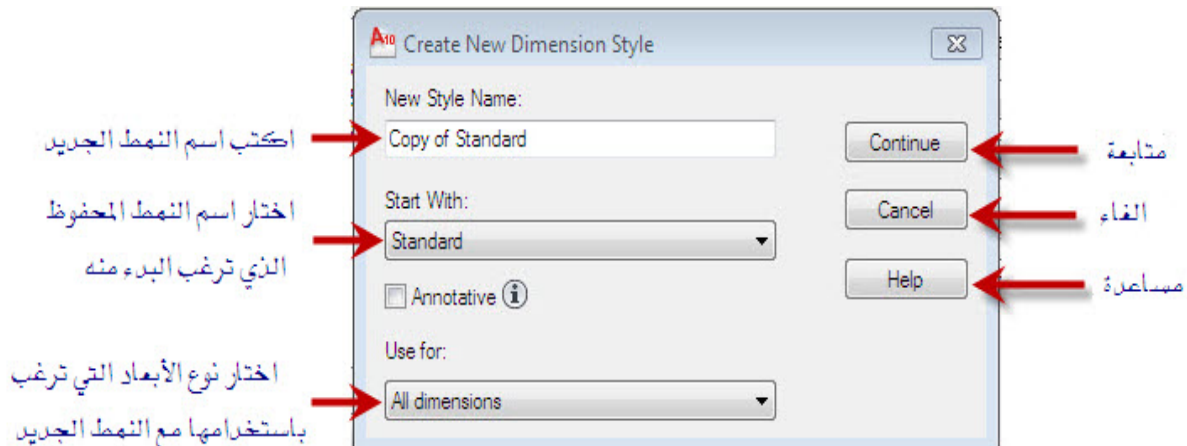 A10 Create New Dimension Style
New Style Name:
اكتب اسم النمط الجديد
Copy of Standard
Continue
متابعة
Start With:
اختار اسم النمط المحفوظ
الذي ترغب البدء منه
Standard
Cancel
الغاء
Annotative
Help
مساعدة
Use for:
اختار نوع الأبعاد التي ترغب
باستخدامها مع النمط الجديد
All dimensions